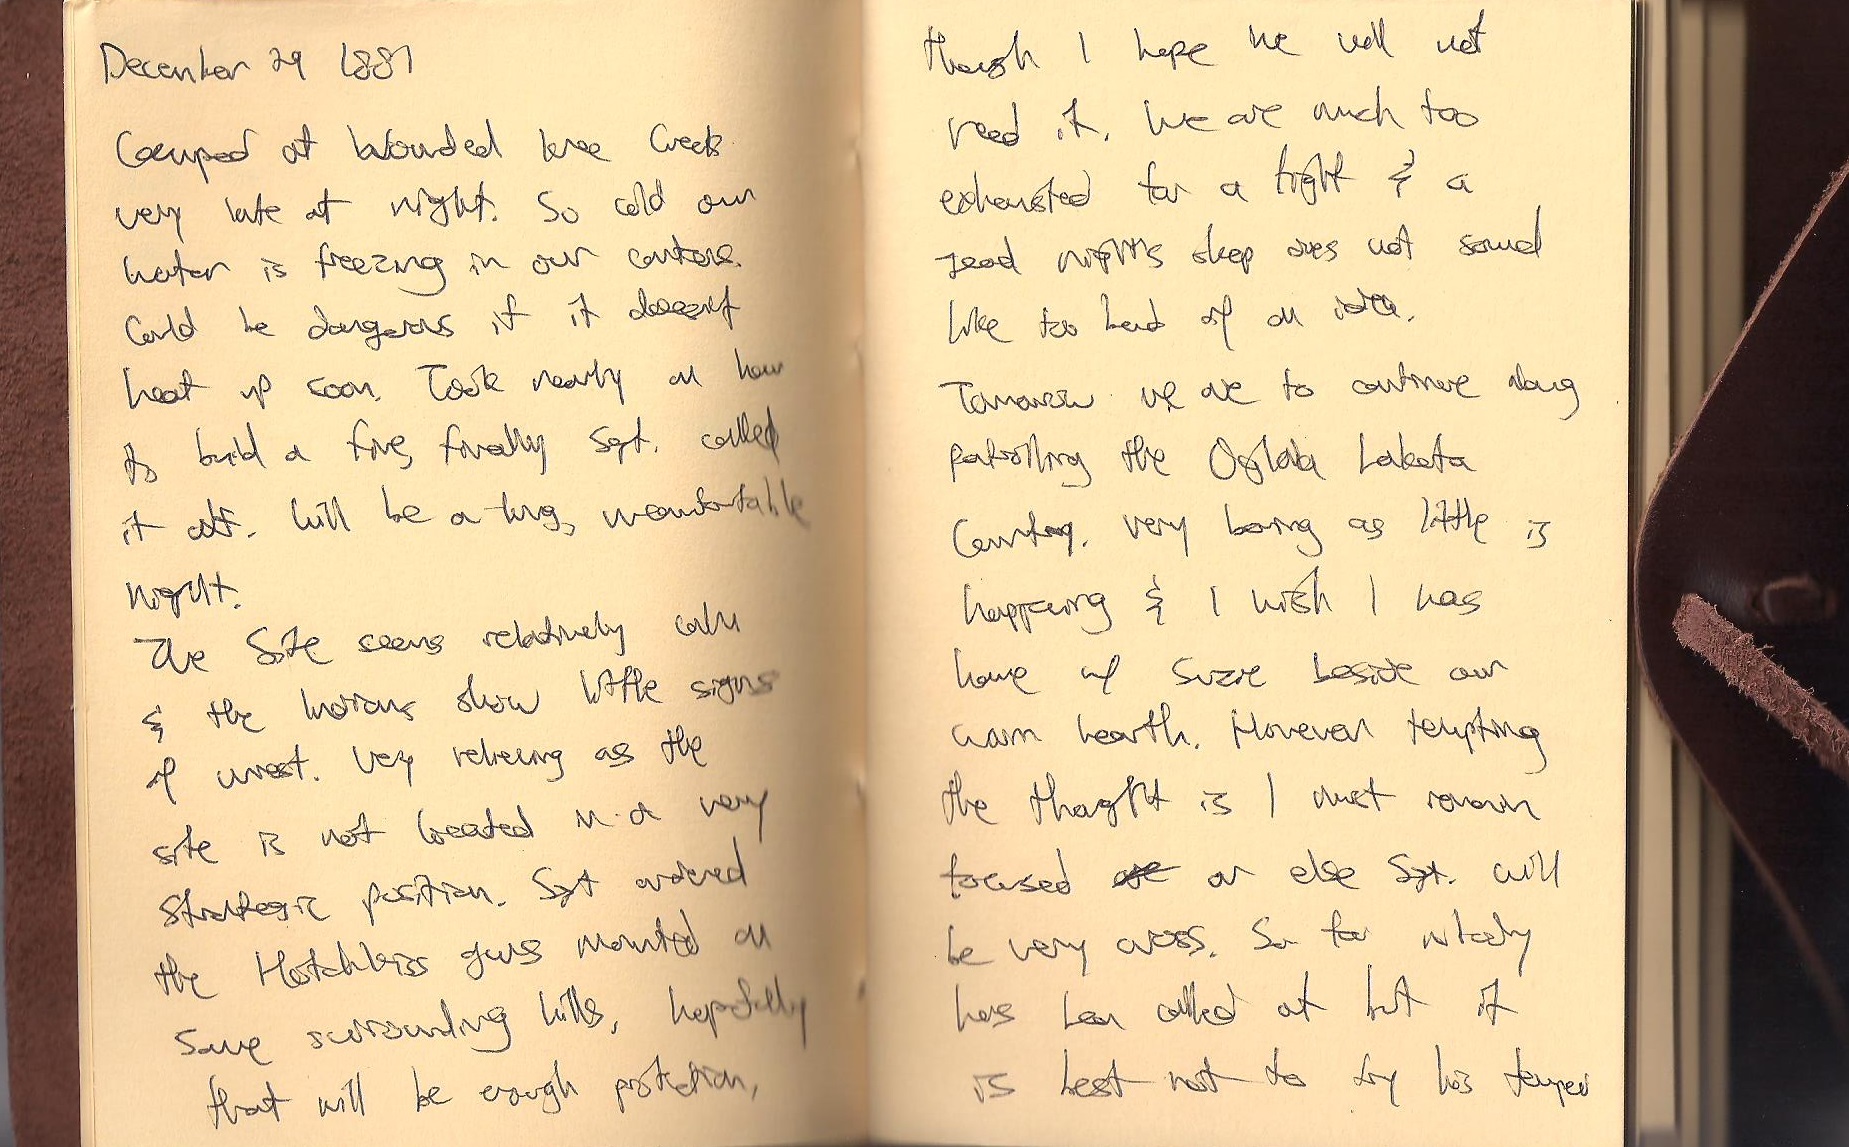 December 29 1881
Camped at Wounded knee Creek
very late at night. So cold our
water is freezing in our canteens.
Could be dangerous if it doesn't
heat up soon. Took nearly an hour
to build a fire, finally Sgt. called
it off. Will be a long, uncomfortable
night.
The Site seems relatively calm
& the Indians show little signs
of unrest. Very relieving as the
site is not located in a very
strategic position. Sgt ordered
the Hotchkiss guns mounted on
some surrounding hills, hopefully
that will be enough protection,
though I hope we will not
need it. We are much too
exhausted for a fight & a
good nights sleep does not sound
like too bad of an idea.
Tomorrow we are to continue along
patrolling the Oglala Lakota
Country. Very boring as little is
happening & I wish I was
home w/ Suzie beside our
warm hearth. However tempting
the thought is I must remain
focused or else Sgt. will
be very cross. So far nobody
has been called out but it
is best not to try his temper